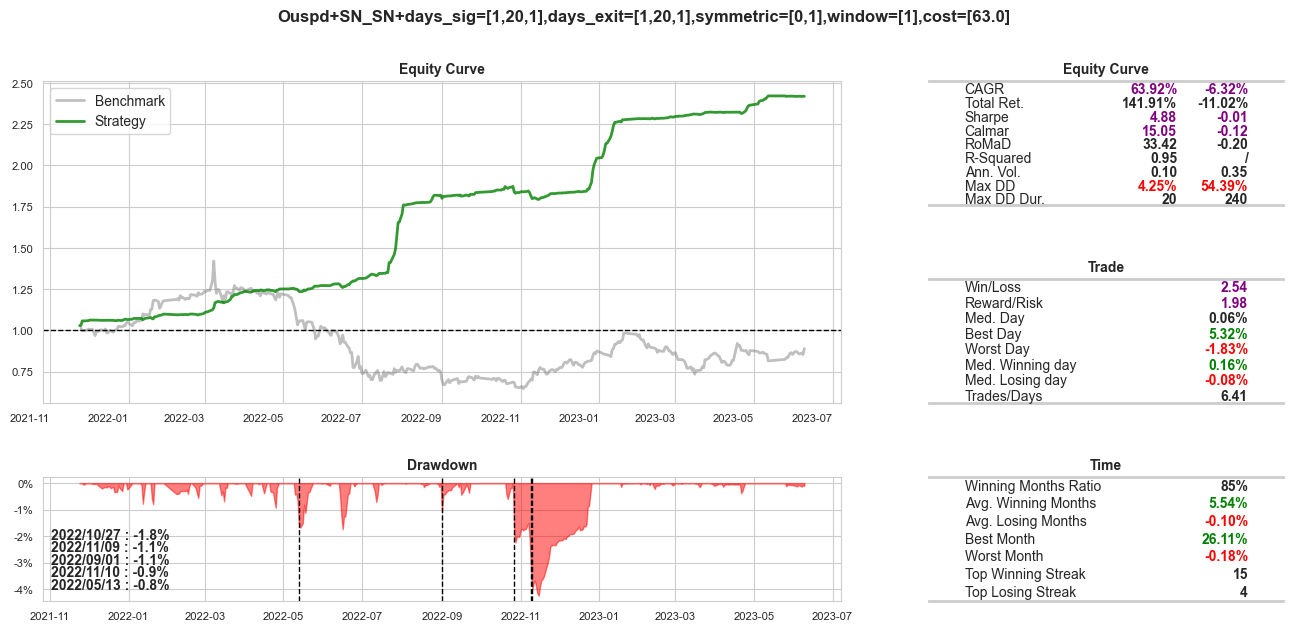 Ouspd+SN_SN+days_sig=[1,20,1],days_exit=[1,20,1],symmetric=[0,1],window=[1],cost=[63.0]
Equity Curve
2.50
2.25
2.00
1.75
1.50
1.25
1.00
0.75
Benchmark
Strategy
2021-11 2022-01 2022-03 2022-05 2022-07 2022-09 2022-11 2023-01 2023-03 2023-05 2023-07
Equity Curve
CAGR 63.92% -6.32%
Total Ret. 141.91% -11.02%
Sharpe 4.88 -0.01
Calmar 15.05 -0.12
RoMaD 33.42 -0.20
R-Squared 0.95 /
Ann. Vol. 0.10 0.35
Max DD 4.25% 54.39%
Max DD Dur. 20 240
Trade
Win/Loss 2.54
Reward/Risk 1.98
Med. Day 0.06%
Best Day 5.32%
Worst Day -1.83%
Med. Winning day 0.16%
Med. Losing day -0.08%
Trades/Days 6.41
Drawdown
0%
-1%
-2%
-3%
-4%
2022/10/27 : -1.8%
2022/11/09 : -1.1%
2022/09/01 : -1.1%
2022/11/10 : -0.9%
2022/05/13 : -0.8%
2021-11 2022-01 2022-03 2022-05 2022-07 2022-09 2022-11 2023-01 2023-03 2023-05 2023-07
Time
Winning Months Ratio 85%
Avg. Winning Months 5.54%
Avg. Losing Months -0.10%
Best Month 26.11%
Worst Month -0.18%
Top Winning Streak 15
Top Losing Streak 4